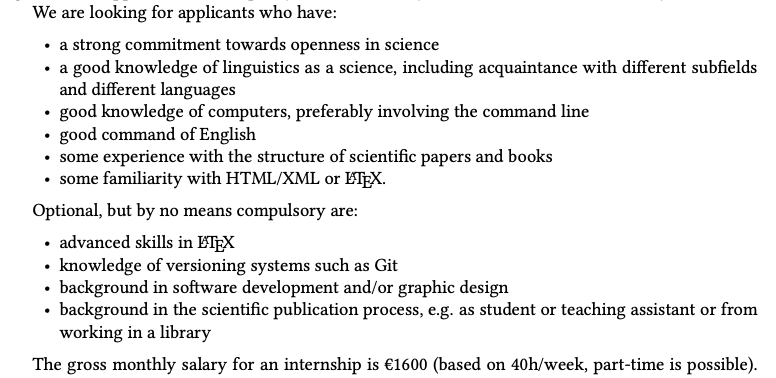 We are looking for applicants who have:
• a strong commitment towards openness in science
• a good knowledge of linguistics as a science, including acquaintance with different subfields
and different languages
• good knowledge of computers, preferably involving the command line
• good command of English
• some experience with the structure of scientific papers and books
• some familiarity with HTML/XML or LATEX.
Optional, but by no means compulsory are:
• advanced skills in LATEX
• knowledge of versioning systems such as Git
• background in software development and/or graphic design
• background in the scientific publication process, e.g. as student or teaching assistant or from
working in a library
The gross monthly salary for an internship is €1600 (based on 40h/week, part-time is possible).